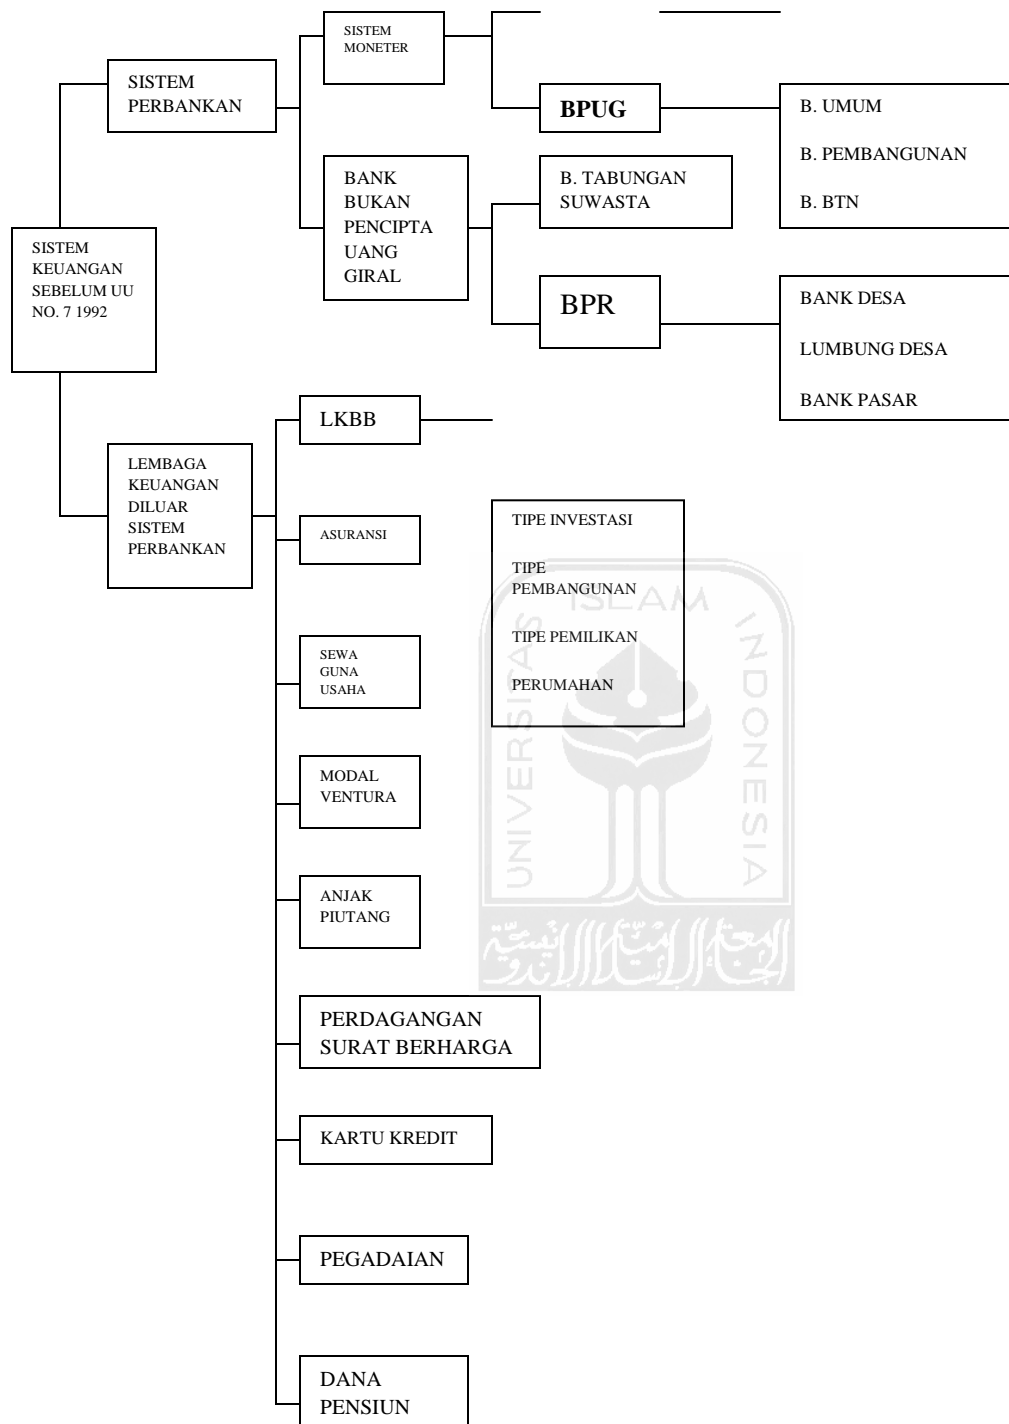 SISTEM
MONETER
SISTEM
PERBANKAN
BPUG
B. UMUM
B. PEMBANGUNAN
B. BTN
BANK
BUKAN
PENCIPTA
UANG
GIRAL
B. TABUNGAN
SUWASTA
SISTEM
KEUANGAN
SEBELUM UU
NO. 7 1992
BPR
BANK DESA
LUMBUNG DESA
BANK PASAR
LKBB
LEMBAGA
KEUANGAN
DILUAR
SISTEM
PERBANKAN
ASURANSI
TIPE INVESTASI
TIPE
PEMBANGUNAN
TIPE PEMILIKAN
PERUMAHAN
SEWA
GUNA
USAHA
MODAL
VENTURA
ANJAK
PIUTANG
PERDAGANGAN
SURAT BERHARGA
KARTU KREDIT
PEGADAIAN
DANA
PENSIUN
UNIVERSITAS
ISLAM
INDONESIA